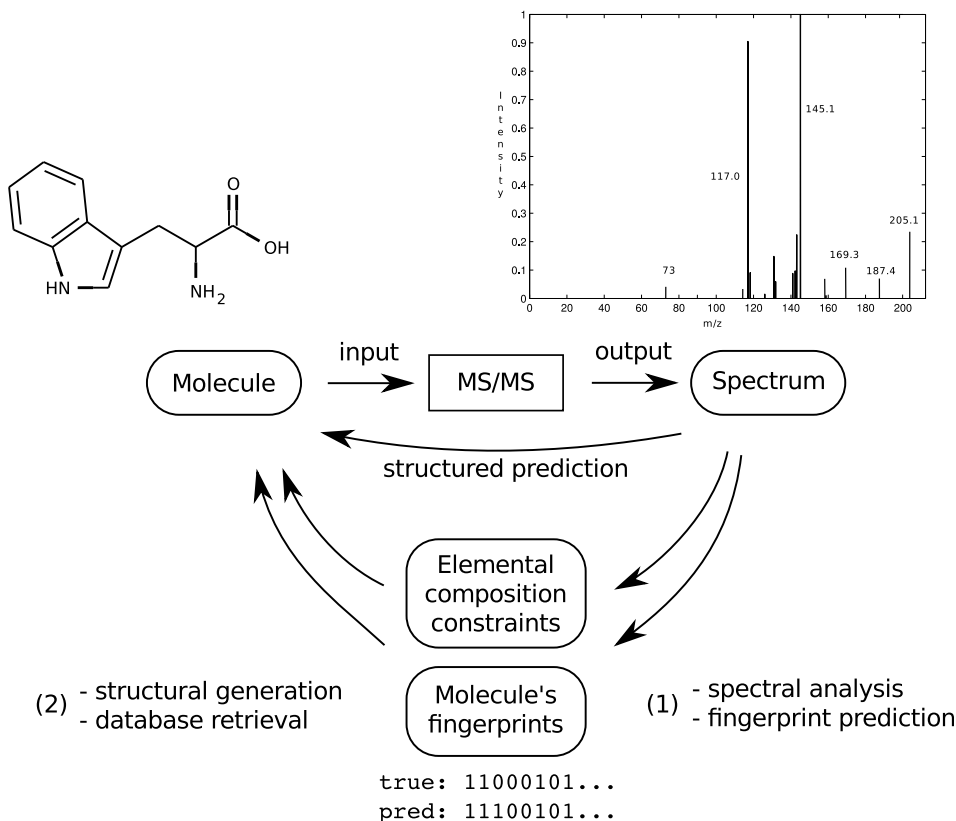 O
OH
NH2
HN
Intensity
1
0.9
0.8
0.7
0.6
0.5
0.4
0.3
0.2
0.1
0
145.1
117.0
205.1
169.3
187.4
73
0 20 40 60 80 100 120 140 160 180 200
m/z
input
output
Molecule
MS/MS
Spectrum
structured prediction
Elemental
composition
constraints
Molecule's
fingerprints
(2)
- structural generation
- database retrieval
(1)
- spectral analysis
- fingerprint prediction
true: 11000101...
pred: 11100101...